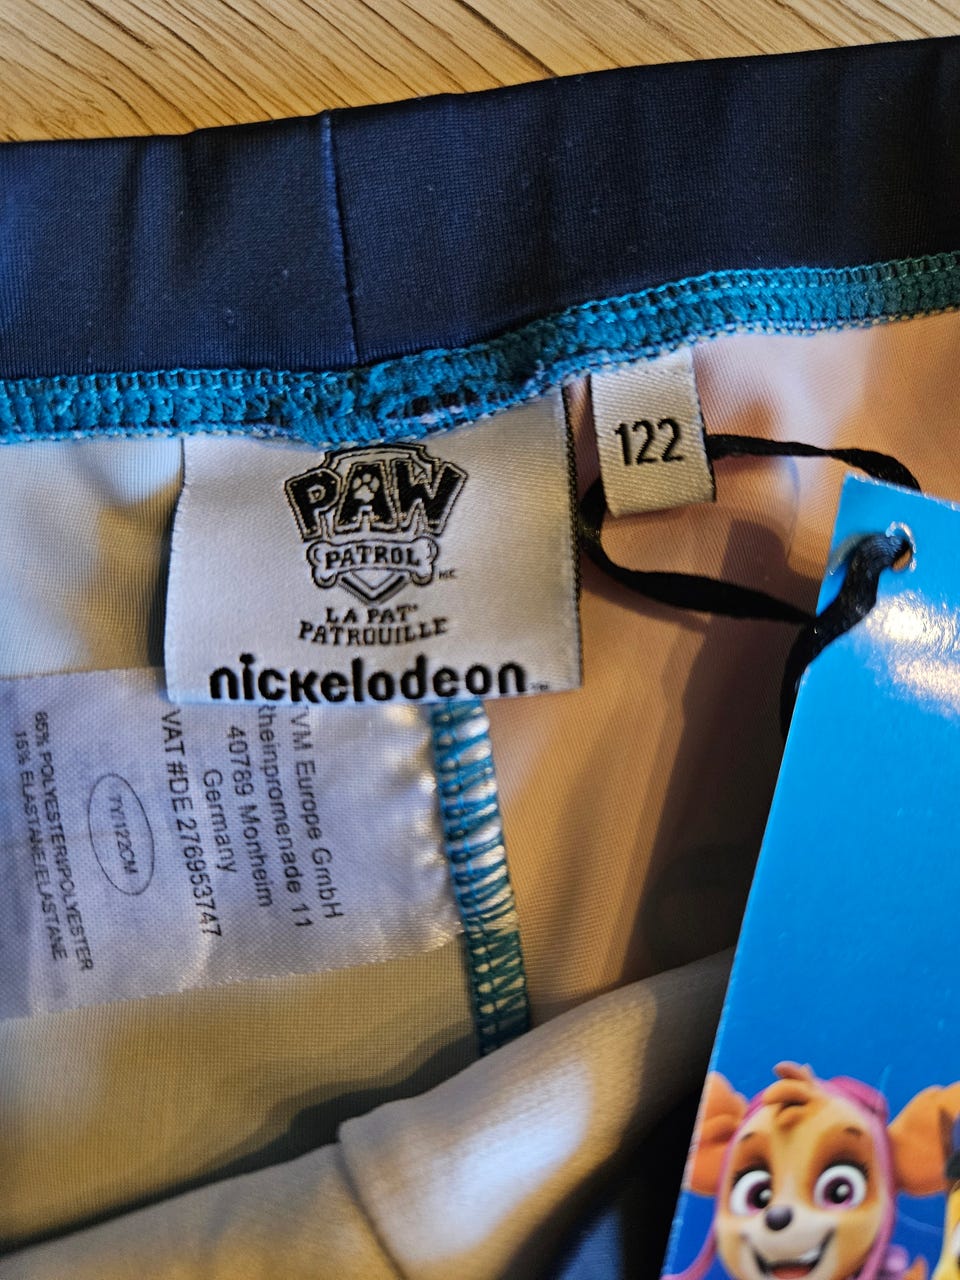 PAW
PATROL
LA PAT'
PATROUILLE
nickelodeon
122
TVM Europe GmbH
Rheinpromenade 11
40789 Monheim
Germany
VAT #DE 276953747
7Y/122CM
85% POLYESTER/POLYESTER
15% ELASTANE/ELASTANE